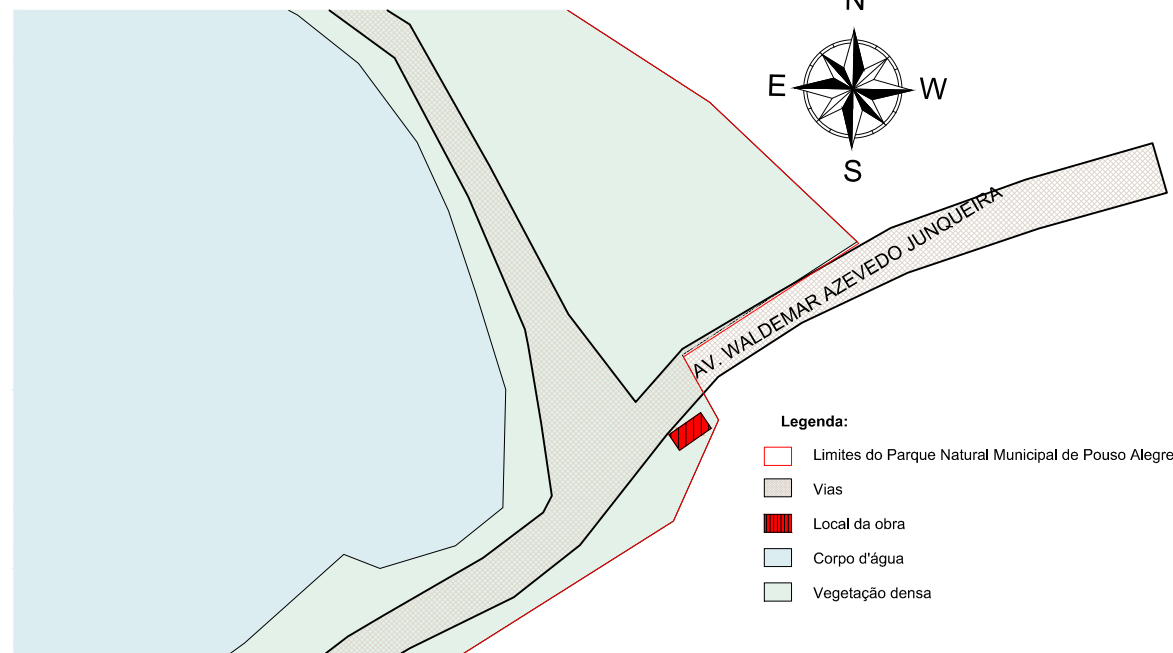 N
E
W
S
AV. WALDEMAR AZEVEDO JUNQUEIRA
Legenda:
Limites do Parque Natural Municipal de Pouso Alegre
Vias
Local da obra
Corpo d'água
Vegetação densa